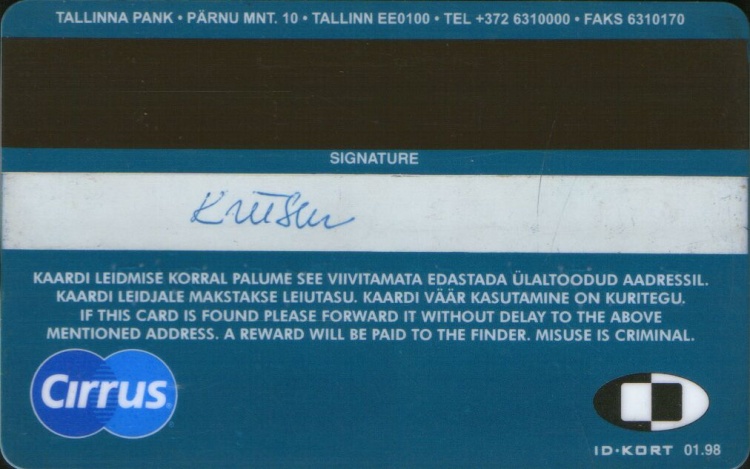 TALLINNA PANK • PÄRNU MNT. 10 • TALLINN EE0100 • TEL +372 6310000 • FAKS 6310170
SIGNATURE
KAARDI LEIDMISE KORRAL PALUME SEE VIIVITAMATA EDASTADA ÜLALTOODUD AADRESSIL.
KAARDI LEIDJALE MAKSTAKSE LEIUTASU. KAARDI VÄÄR KASUTAMINE ON KURITEGU.
IF THIS CARD IS FOUND PLEASE FORWARD IT WITHOUT DELAY TO THE ABOVE
MENTIONED ADDRESS. A REWARD WILL BE PAID TO THE FINDER. MISUSE IS CRIMINAL.
Cirrus
ID-KORT 01.98